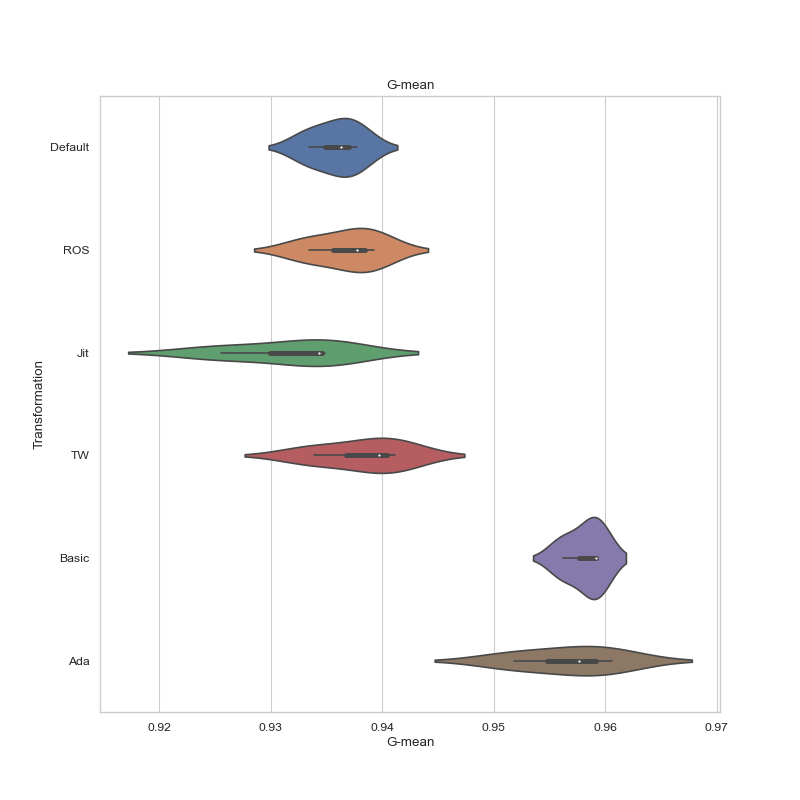 G-mean
Default
ROS
Jit
TW
Basic
Ada
Transformation
0.92 0.93 0.94 0.95 0.96 0.97
G-mean